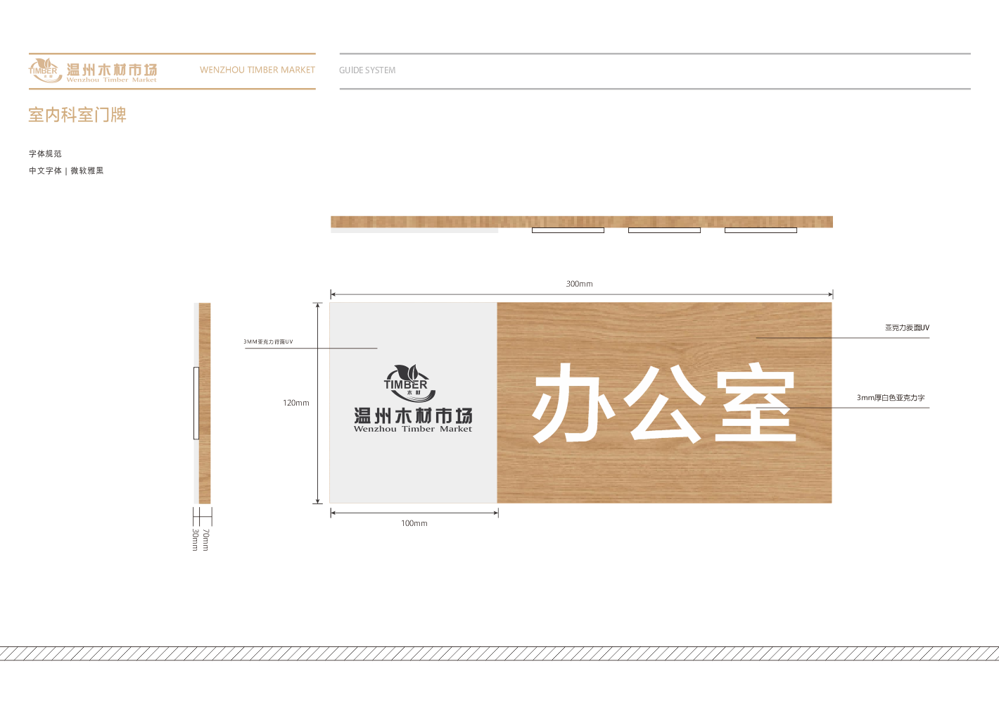 TIMBER
木材
温州木材市场
Wenzhou Timber Market
WENZHOU TIMBER MARKET
GUIDE SYSTEM
室内科室门牌
字体规范
中文字体 | 微软雅黑
300mm
亚克力表面UV
3MM亚克力背面UV
TIMBER
木材
温州木材市场
Wenzhou Timber Market
办公室
3mm厚白色亚克力字
120mm
100mm
30mm
70mm